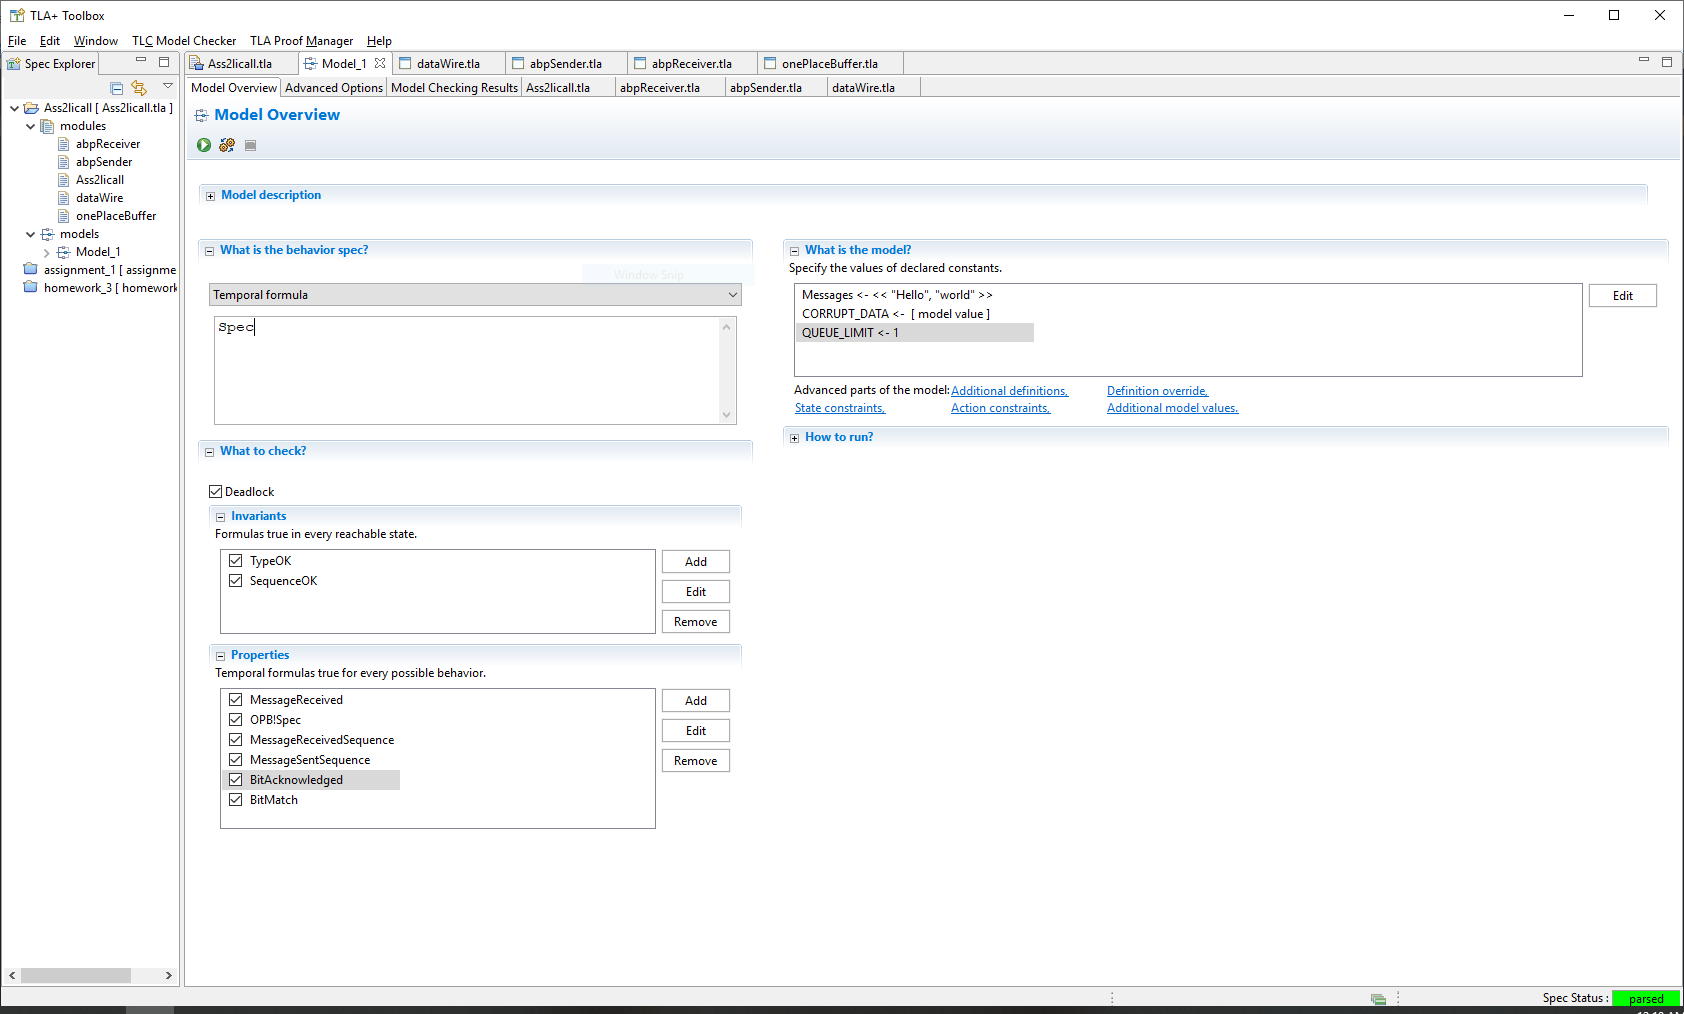 TLA+ Toolbox
File Edit Window TLC Model Checker TLA Proof Manager Help
Spec Explorer
Ass2licall.tla Model_1 dataWire.tla abpSender.tla abpReceiver.tla onePlaceBuffer.tla
Model Overview Advanced Options Model Checking Results Ass2licall.tla abpReceiver.tla abpSender.tla dataWire.tla
Ass2licall [ Ass2licall.tla ]
modules
abpReceiver
abpSender
Ass2licall
dataWire
onePlaceBuffer
models
Model_1
assignment_1 [ assignme
homework_3 [ homework
Model Overview
Model description
What is the behavior spec?
Window Snip
Temporal formula
Spec
What to check?
Deadlock
Invariants
Formulas true in every reachable state.
TypeOK
SequenceOK
Add
Edit
Remove
Properties
Temporal formulas true for every possible behavior.
MessageReceived
OPB!Spec
MessageReceivedSequence
MessageSentSequence
BitAcknowledged
BitMatch
Add
Edit
Remove
What is the model?
Specify the values of declared constants.
Messages <- << "Hello", "world" >>
CORRUPT_DATA <- [ model value ]
QUEUE_LIMIT <- 1
Edit
Advanced parts of the model: Additional definitions, Definition override,
State constraints, Action constraints, Additional model values.
How to run?
Spec Status : parsed